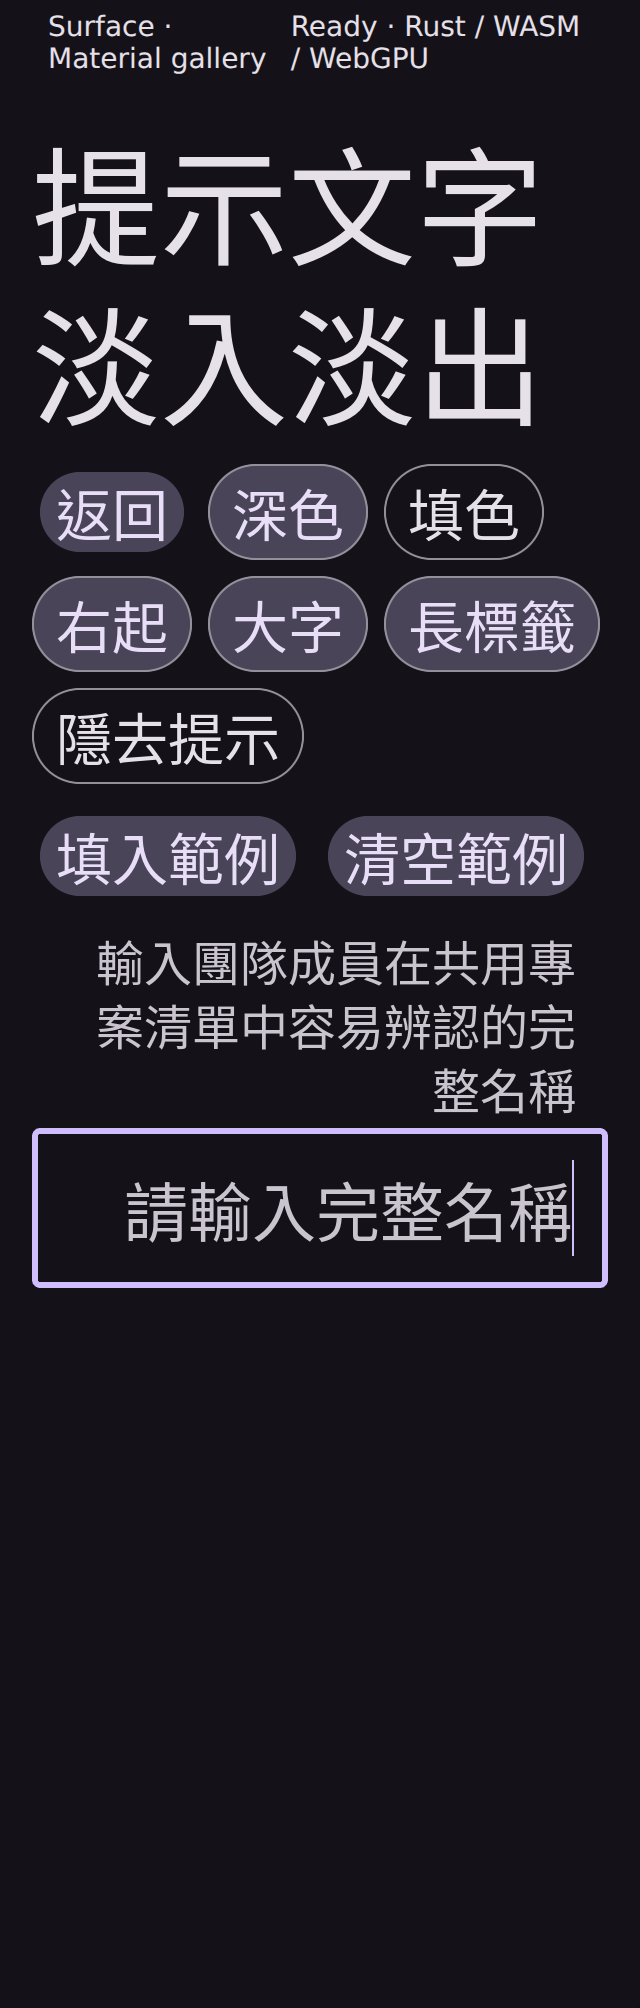 Surface · Material gallery
Ready · Rust / WASM / WebGPU
提示文字
淡入淡出
返回
深色
填色
右起
大字
長標籤
隱去提示
填入範例
清空範例
輸入團隊成員在共用專
案清單中容易辨認的完
整名稱
請輸入完整名稱